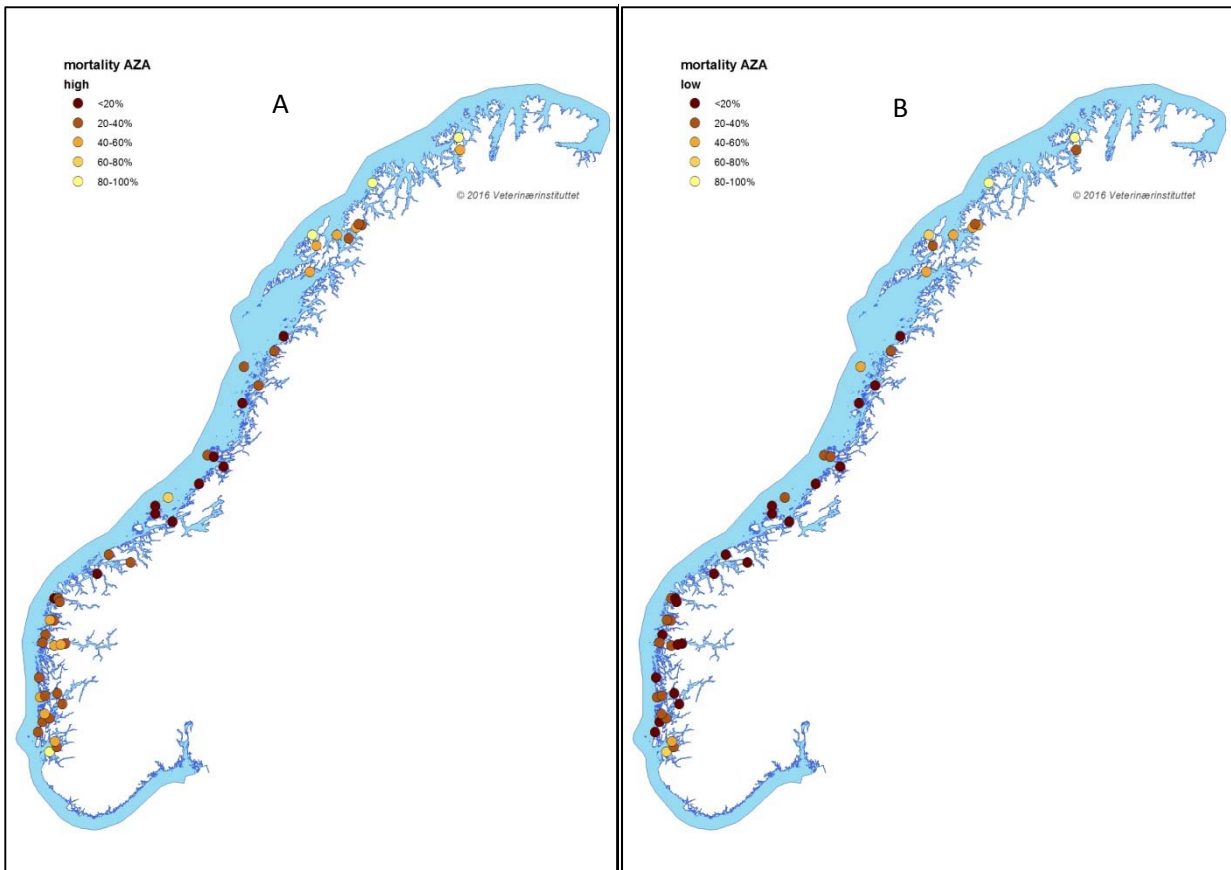 mortality AZA
high
<20%
20-40%
40-60%
60-80%
80-100%
A
© 2016 Veterinærinstituttet
mortality AZA
low
<20%
20-40%
40-60%
60-80%
80-100%
B
© 2016 Veterinærinstituttet